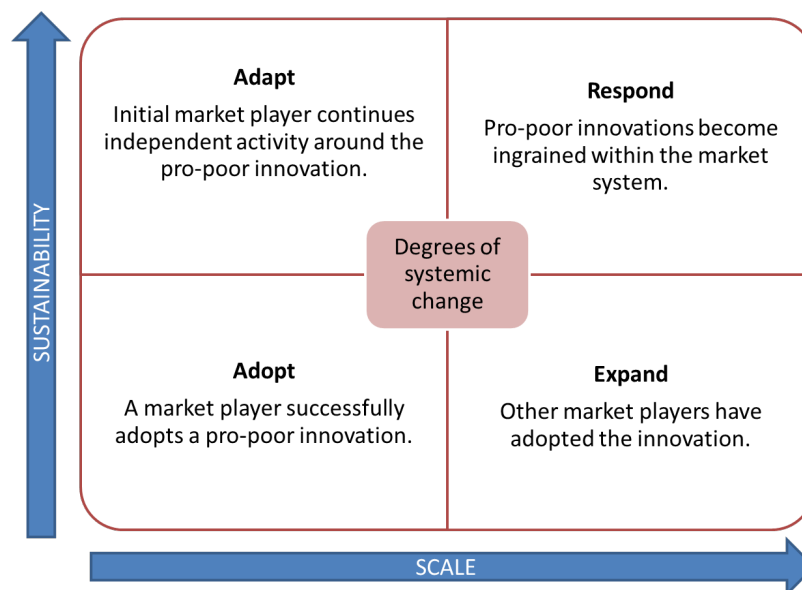 SUSTAINABILITY
Adapt
Initial market player continues
independent activity around the
pro-poor innovation.
Respond
Pro-poor innovations become
ingrained within the market
system.
Degrees of
systemic
change
Adopt
A market player successfully
adopts a pro-poor innovation.
Expand
Other market players have
adopted the innovation.
SCALE